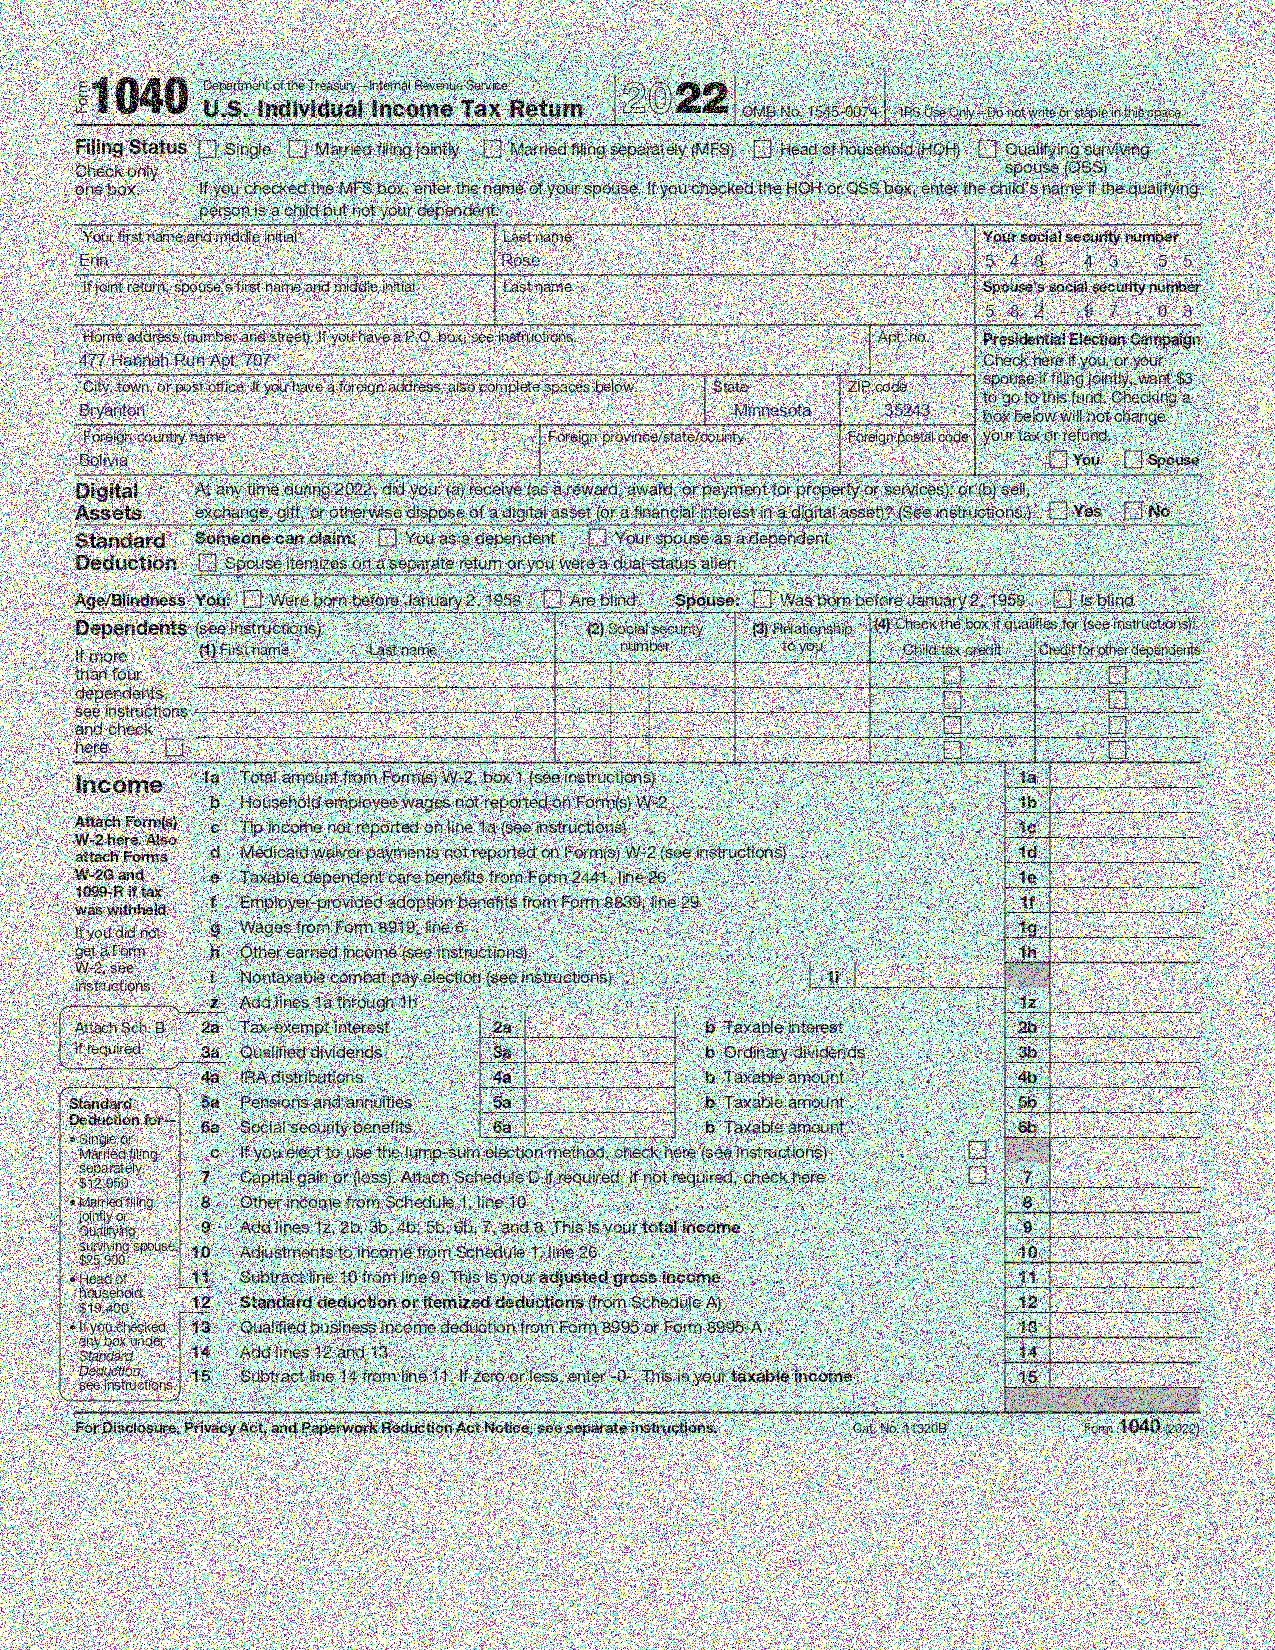 Form 1040 Department of the Treasury—Internal Revenue Service
U.S. Individual Income Tax Return 2022 OMB No. 1545-0074 IRS Use Only—Do not write or staple in this space.
Filing Status Single Married filing jointly Married filing separately (MFS) Head of household (HOH) Qualifying surviving spouse (QSS)
Check only one box.
If you checked the MFS box, enter the name of your spouse. If you checked the HOH or QSS box, enter the child's name if the qualifying
person is a child but not your dependent:
Your first name and middle initial Last name Your social security number
Erin Rose
If joint return, spouse's first name and middle initial Last name Spouse's social security number
Home address (number and street). If you have a P.O. box, see instructions. Apt. no.
477 Hannah Run Apt. 707
City, town, or post office. If you have a foreign address, also complete spaces below. State ZIP code
Bryanton Minnesota 35243
Foreign country name Foreign province/state/county Foreign postal code
Bolivia
Presidential Election Campaign
Check here if you, or your
spouse if filing jointly, want $3
to go to this fund. Checking a
box below will not change
your tax or refund.
You Spouse
Digital Assets
At any time during 2022, did you: (a) receive (as a reward, award, or payment for property or services); or (b) sell,
exchange, gift, or otherwise dispose of a digital asset (or a financial interest in a digital asset)? (See instructions.) Yes No
Standard Deduction
Someone can claim: You as a dependent Your spouse as a dependent
Spouse itemizes on a separate return or you were a dual-status alien
Age/Blindness You: Were born before January 2, 1958 Are blind Spouse: Was born before January 2, 1958 Is blind
Dependents (see instructions): (2) Social security number (3) Relationship to you (4) Check the box if qualifies for (see instructions):
(1) First name Last name Child tax credit Credit for other dependents
If more
than four
dependents,
see instructions
and check
here
Income
Attach Form(s)
W-2 here. Also
attach Forms
W-2G and
1099-R if tax
was withheld.
If you did not
get a Form
W-2, see
instructions.
1a Total amount from Form(s) W-2, box 1 (see instructions) 1a
b Household employee wages not reported on Form(s) W-2 1b
c Tip income not reported on line 1a (see instructions) 1c
d Medicaid waiver payments not reported on Form(s) W-2 (see instructions) 1d
e Taxable dependent care benefits from Form 2441, line 26 1e
f Employer-provided adoption benefits from Form 8839, line 29 1f
g Wages from Form 8919, line 6 1g
h Other earned income (see instructions) 1h
i Nontaxable combat pay election (see instructions) 1i
z Add lines 1a through 1h 1z
Attach Sch. B
if required.
2a Tax-exempt interest 2a b Taxable interest 2b
3a Qualified dividends 3a b Ordinary dividends 3b
4a IRA distributions 4a b Taxable amount 4b
5a Pensions and annuities 5a b Taxable amount 5b
6a Social security benefits 6a b Taxable amount 6b
c If you elect to use the lump-sum election method, check here (see instructions)
7 Capital gain or (loss). Attach Schedule D if required. If not required, check here 7
8 Other income from Schedule 1, line 10 8
9 Add lines 1z, 2b, 3b, 4b, 5b, 6b, 7, and 8. This is your total income 9
10 Adjustments to income from Schedule 1, line 26 10
11 Subtract line 10 from line 9. This is your adjusted gross income 11
12 Standard deduction or itemized deductions (from Schedule A) 12
13 Qualified business income deduction from Form 8995 or Form 8995-A 13
14 Add lines 12 and 13 14
15 Subtract line 14 from line 11. If zero or less, enter -0-. This is your taxable income 15
Standard
Deduction for—
• Single or
Married filing
separately,
$12,950
• Married filing
jointly or
Qualifying
surviving spouse,
$25,900
• Head of
household,
$19,400
• If you checked
any box under
Standard
Deduction,
see instructions.
For Disclosure, Privacy Act, and Paperwork Reduction Act Notice, see separate instructions. Cat. No. 11320B Form 1040 (2022)